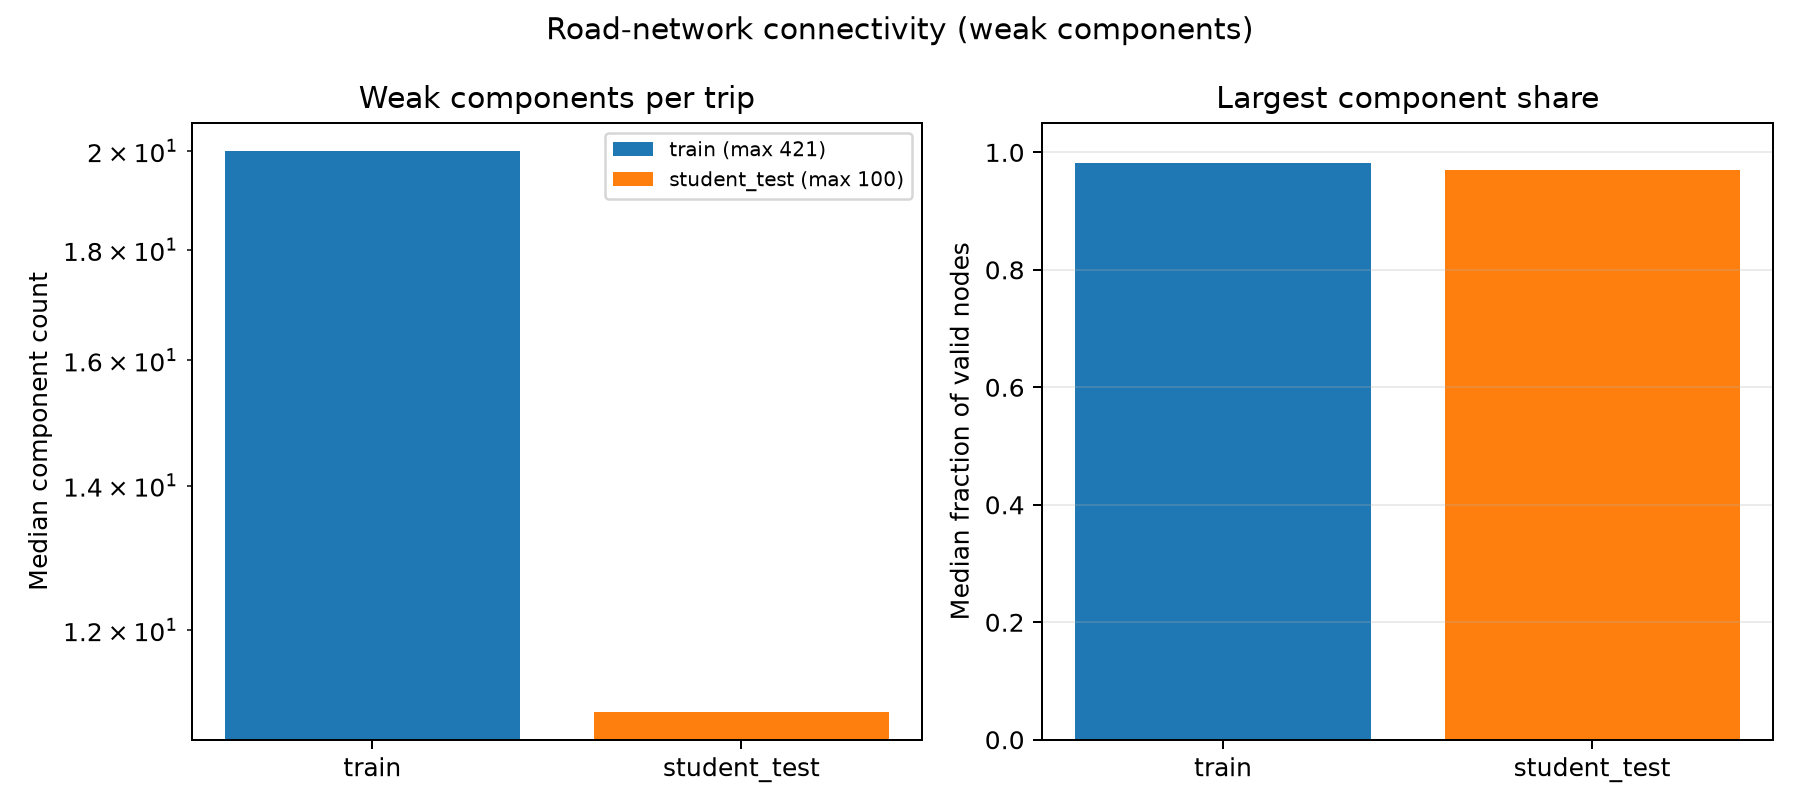 Road-network connectivity (weak components)
Weak components per trip
Median component count
2 × 10¹
1.8 × 10¹
1.6 × 10¹
1.4 × 10¹
1.2 × 10¹
train (max 421)
student_test (max 100)
train student_test
Largest component share
Median fraction of valid nodes
1.0
0.8
0.6
0.4
0.2
0.0
train student_test